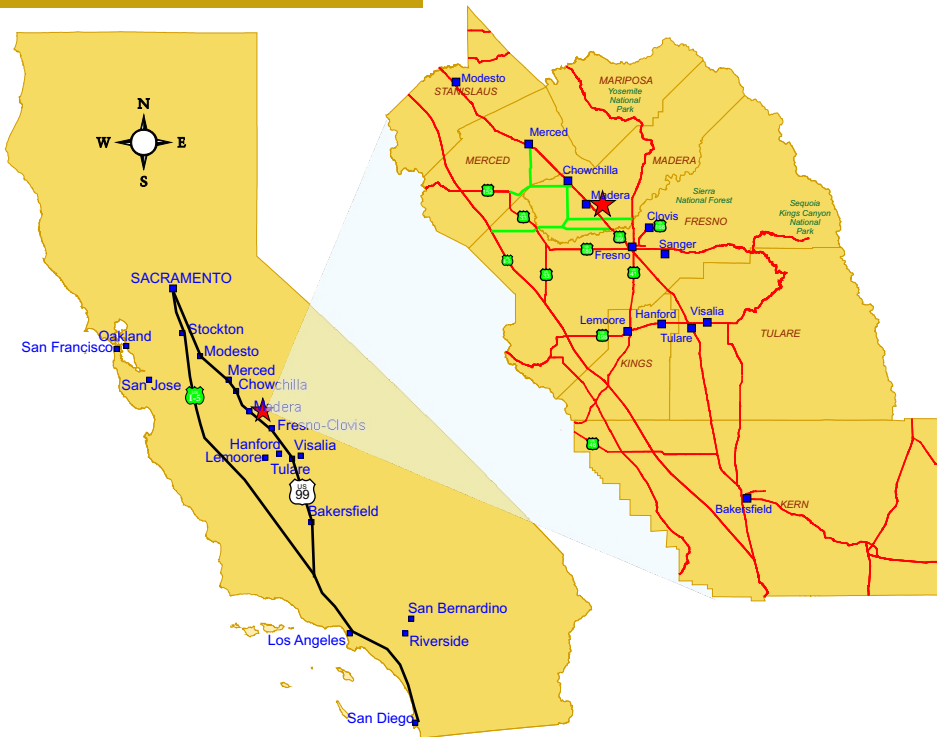 N
W
E
S
SACRAMENTO
Stockton
Oakland
San Françisco
Modesto
San Jose
Merced
Chowchilla
I-5
Madera
Fresno-Clovis
Hanford
Visalia
Lemoore
Tulare
US
99
Bakersfield
San Bernardino
Riverside
Los Angeles
San Diego
Modesto
STANISLAUS
MARIPOSA
Yosemite
National
Park
Merced
MERCED
Chowchilla
MADERA
Madera
Sierra
National Forest
Sequoia
Kings Canyon
National
Park
Clovis
FRESNO
Fresno
Sanger
41
Lemoore
Hanford
Visalia
Tulare
TULARE
KINGS
Bakersfield
KERN